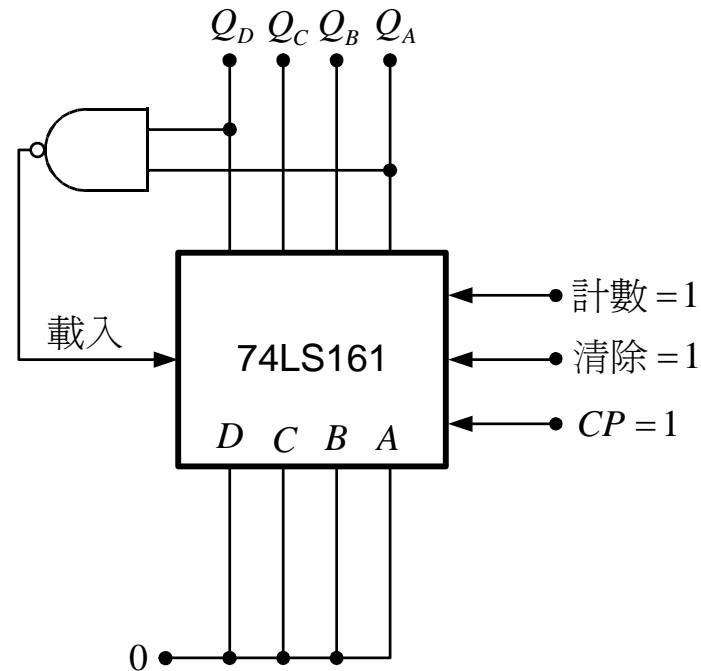 Q_D Q_C Q_B Q_A
計數 = 1
載入
74LS161
清除 = 1
CP = 1
D C B A
0